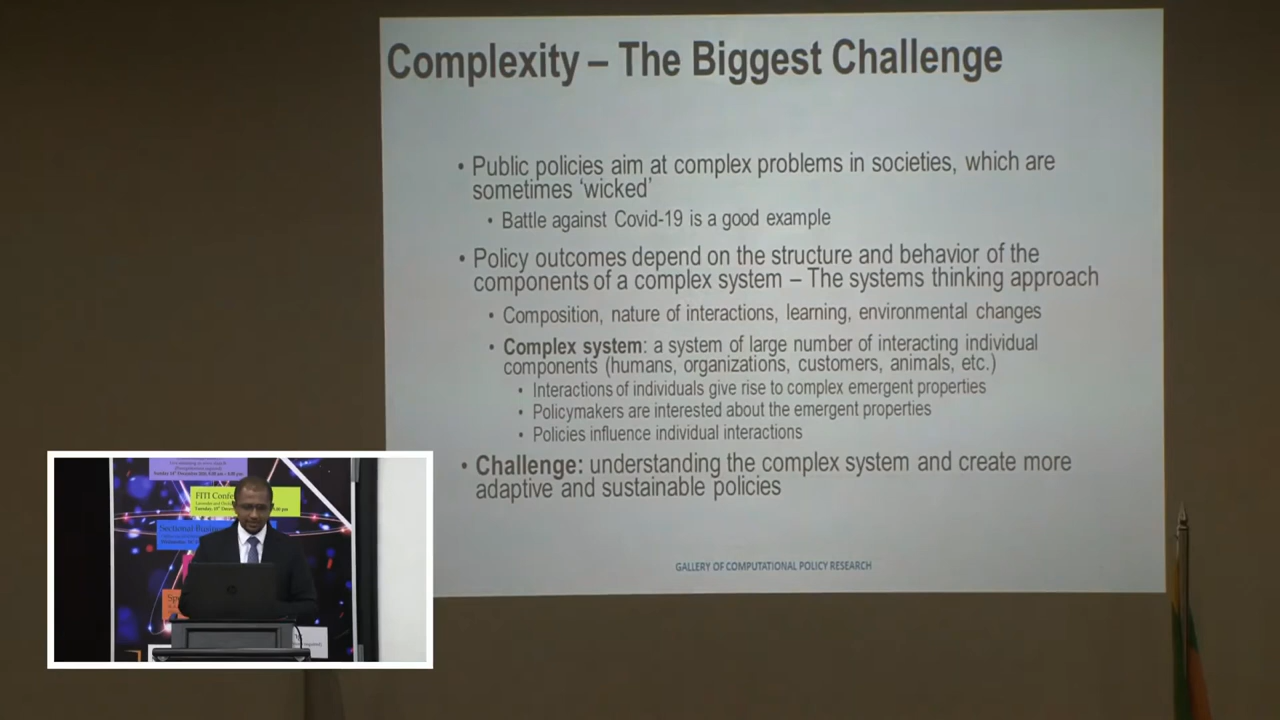 Complexity – The Biggest Challenge
• Public policies aim at complex problems in societies, which are
sometimes ‘wicked’
• Battle against Covid-19 is a good example
• Policy outcomes depend on the structure and behavior of the
components of a complex system – The systems thinking approach
• Composition, nature of interactions, learning, environmental changes
• Complex system: a system of large number of interacting individual
components (humans, organizations, customers, animals, etc.)
• Interactions of individuals give rise to complex emergent properties
• Policymakers are interested about the emergent properties
• Policies influence individual interactions
• Challenge: understanding the complex system and create more
adaptive and sustainable policies
GALLERY OF COMPUTATIONAL POLICY RESEARCH
FITI
Sectional